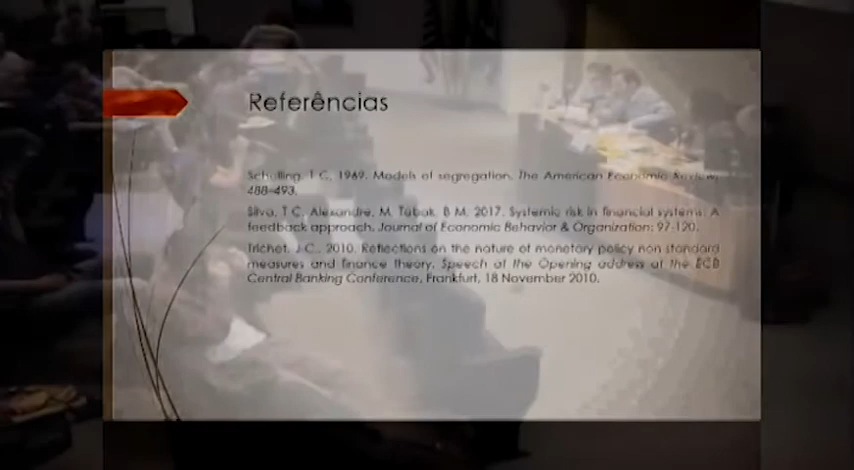 Referências
Schelling, T C, 1969. Models of segregation. The American Economic Review,
488-493.
Silva, T C, Alexandre, M. Tabak, B M. 2017. Systemic risk in financial systems: A
feedback approach. Journal of Economic Behavior & Organization: 97-120.
Trichet, J.C., 2010. Reflections on the nature of monetary policy non standard
measures and finance theory. Speech at the Opening address at the ECB
Central Banking Conference, Frankfurt, 18 November 2010.